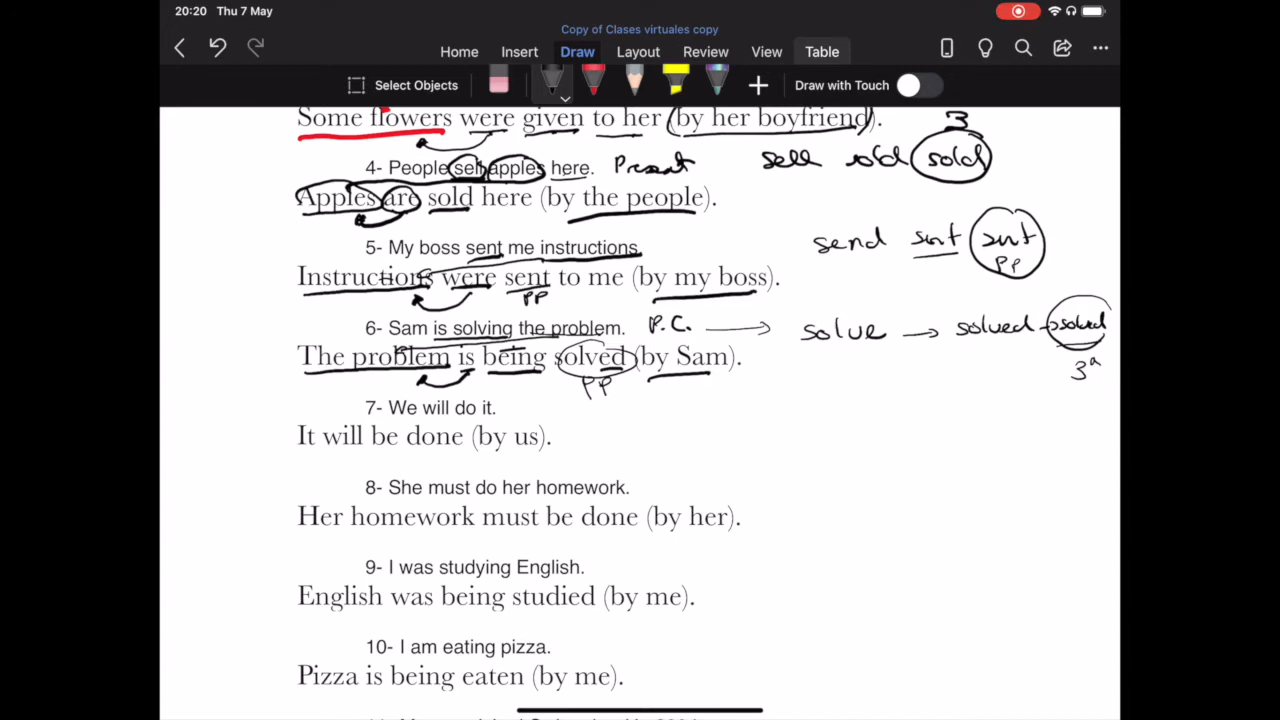 20:20 Thu 7 May
Copy of Clases virtuales copy
Home Insert Draw Layout Review View Table
Select Objects Draw with Touch
Some flowers were given to her (by her boyfriend). 3
4- People sell apples here. Present sell sold sold
Apples are sold here (by the people).
send sent sent
PP
5- My boss sent me instructions.
Instructions were sent to me (by my boss).
PP
6- Sam is solving the problem. P.C. → solve → solved → solved
The problem is being solved (by Sam). 3ª
PP
7- We will do it.
It will be done (by us).
8- She must do her homework.
Her homework must be done (by her).
9- I was studying English.
English was being studied (by me).
10- I am eating pizza.
Pizza is being eaten (by me).